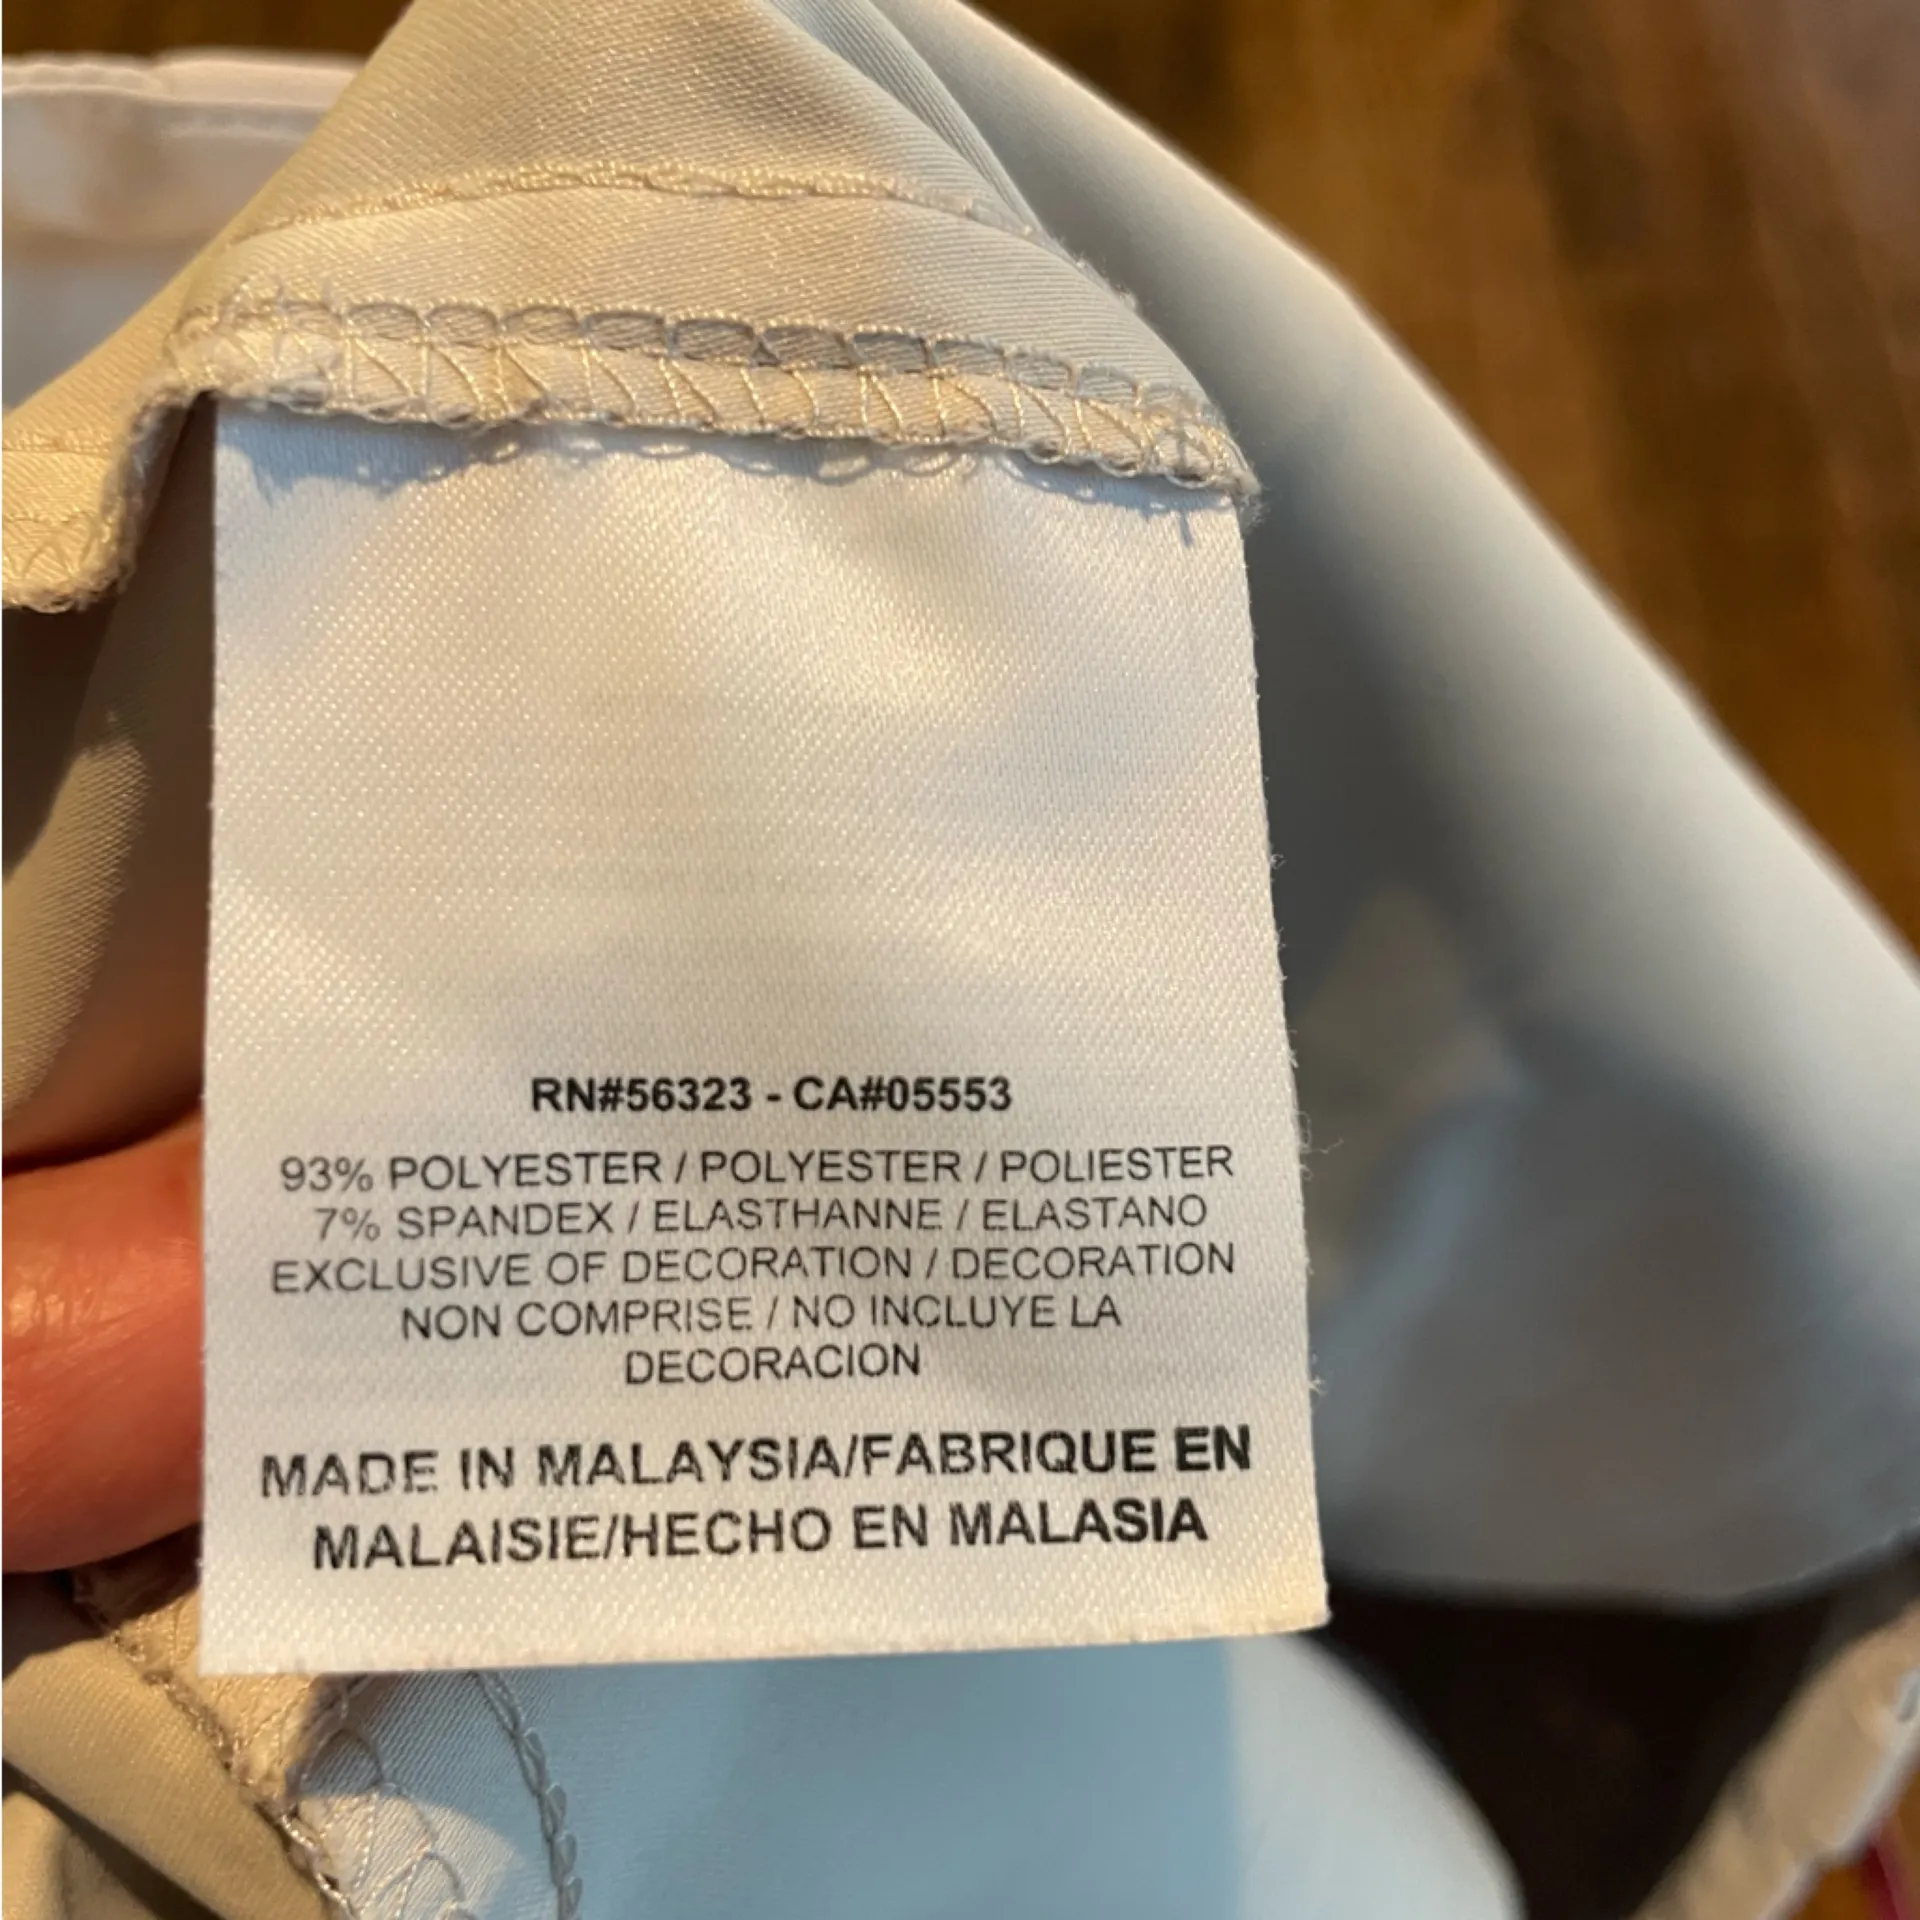 RN#56323 - CA#05553
93% POLYESTER / POLYESTER / POLIESTER
7% SPANDEX / ELASTHANNE / ELASTANO
EXCLUSIVE OF DECORATION / DECORATION
NON COMPRISE / NO INCLUYE LA
DECORACION
MADE IN MALAYSIA/FABRIQUE EN
MALAISIE/HECHO EN MALASIA